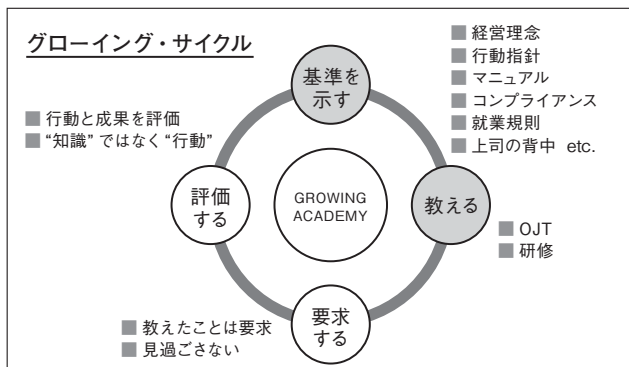 グローイング・サイクル
基準を
示す
■ 経営理念
■ 行動指針
■ マニュアル
■ コンプライアンス
■ 就業規則
■ 上司の背中 etc.
教える
■ OJT
■ 研修
要求
する
■ 教えたことは要求
■ 見過ごさない
評価
する
■ 行動と成果を評価
■ “知識” ではなく “行動”
GROWING
ACADEMY